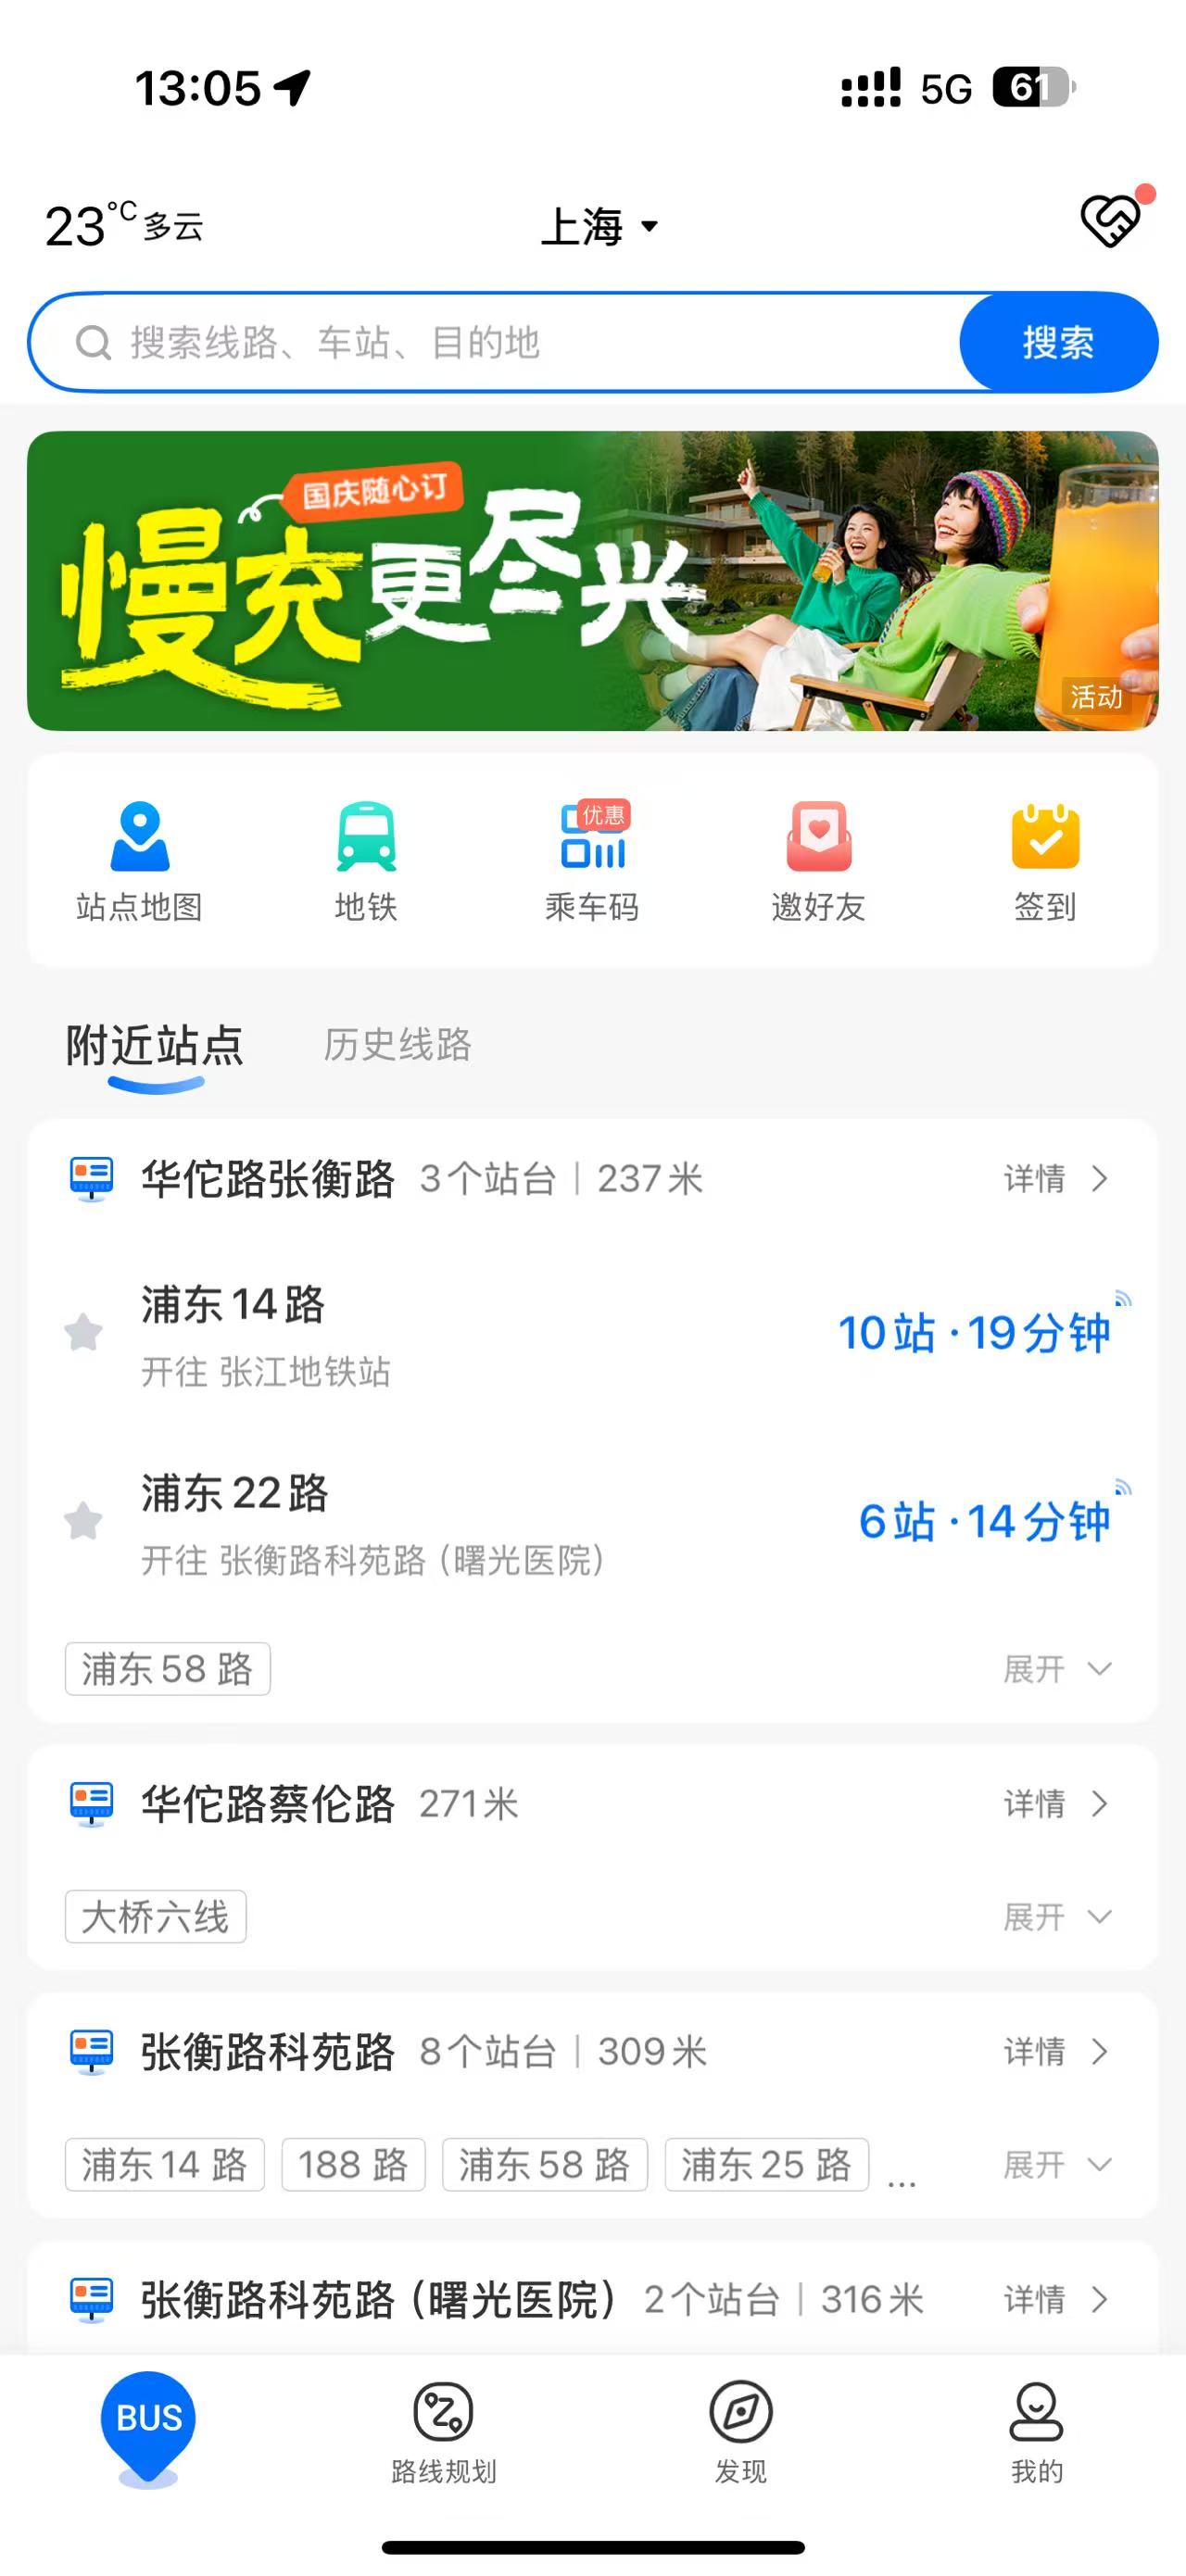 13:05 5G 61
23°C 多云 上海
搜索线路、车站、目的地 搜索
国庆随心订
慢充更尽兴
活动
优惠
站点地图 地铁 乘车码 邀好友 签到
附近站点 历史线路
华佗路张衡路 3个站台 | 237米 详情
浦东14路
开往 张江地铁站
10站·19分钟
浦东22路
开往 张衡路科苑路（曙光医院）
6站·14分钟
浦东58 路 展开
华佗路蔡伦路 271米 详情
大桥六线 展开
张衡路科苑路 8个站台 | 309米 详情
浦东14 路 188 路 浦东58 路 浦东25 路 ... 展开
张衡路科苑路（曙光医院） 2个站台 | 316米 详情
BUS 路线规划 发现 我的